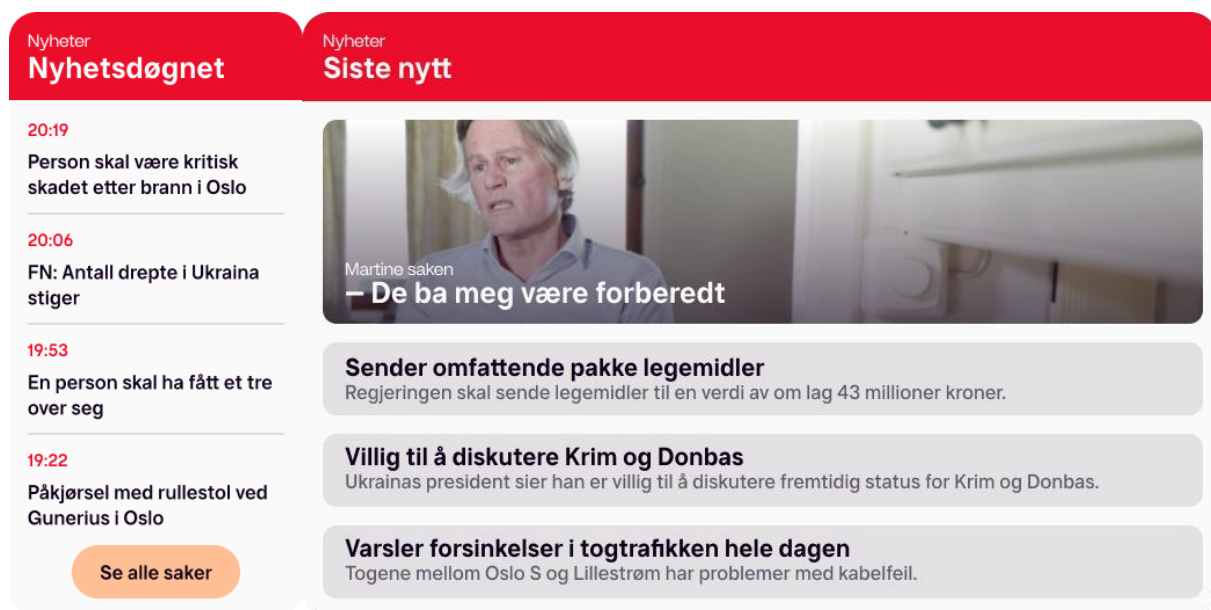 Nyheter
Nyhetsdøgnet
20:19
Person skal være kritisk
skadet etter brann i Oslo
20:06
FN: Antall drepte i Ukraina
stiger
19:53
En person skal ha fått et tre
over seg
19:22
Påkjørsel med rullestol ved
Gunerius i Oslo
Se alle saker
Nyheter
Siste nytt
Martine saken
– De ba meg være forberedt
Sender omfattende pakke legemidler
Regjeringen skal sende legemidler til en verdi av om lag 43 millioner kroner.
Villig til å diskutere Krim og Donbas
Ukrainas president sier han er villig til å diskutere fremtidig status for Krim og Donbas.
Varsler forsinkelser i togtrafikken hele dagen
Togene mellom Oslo S og Lillestrøm har problemer med kabelfeil.